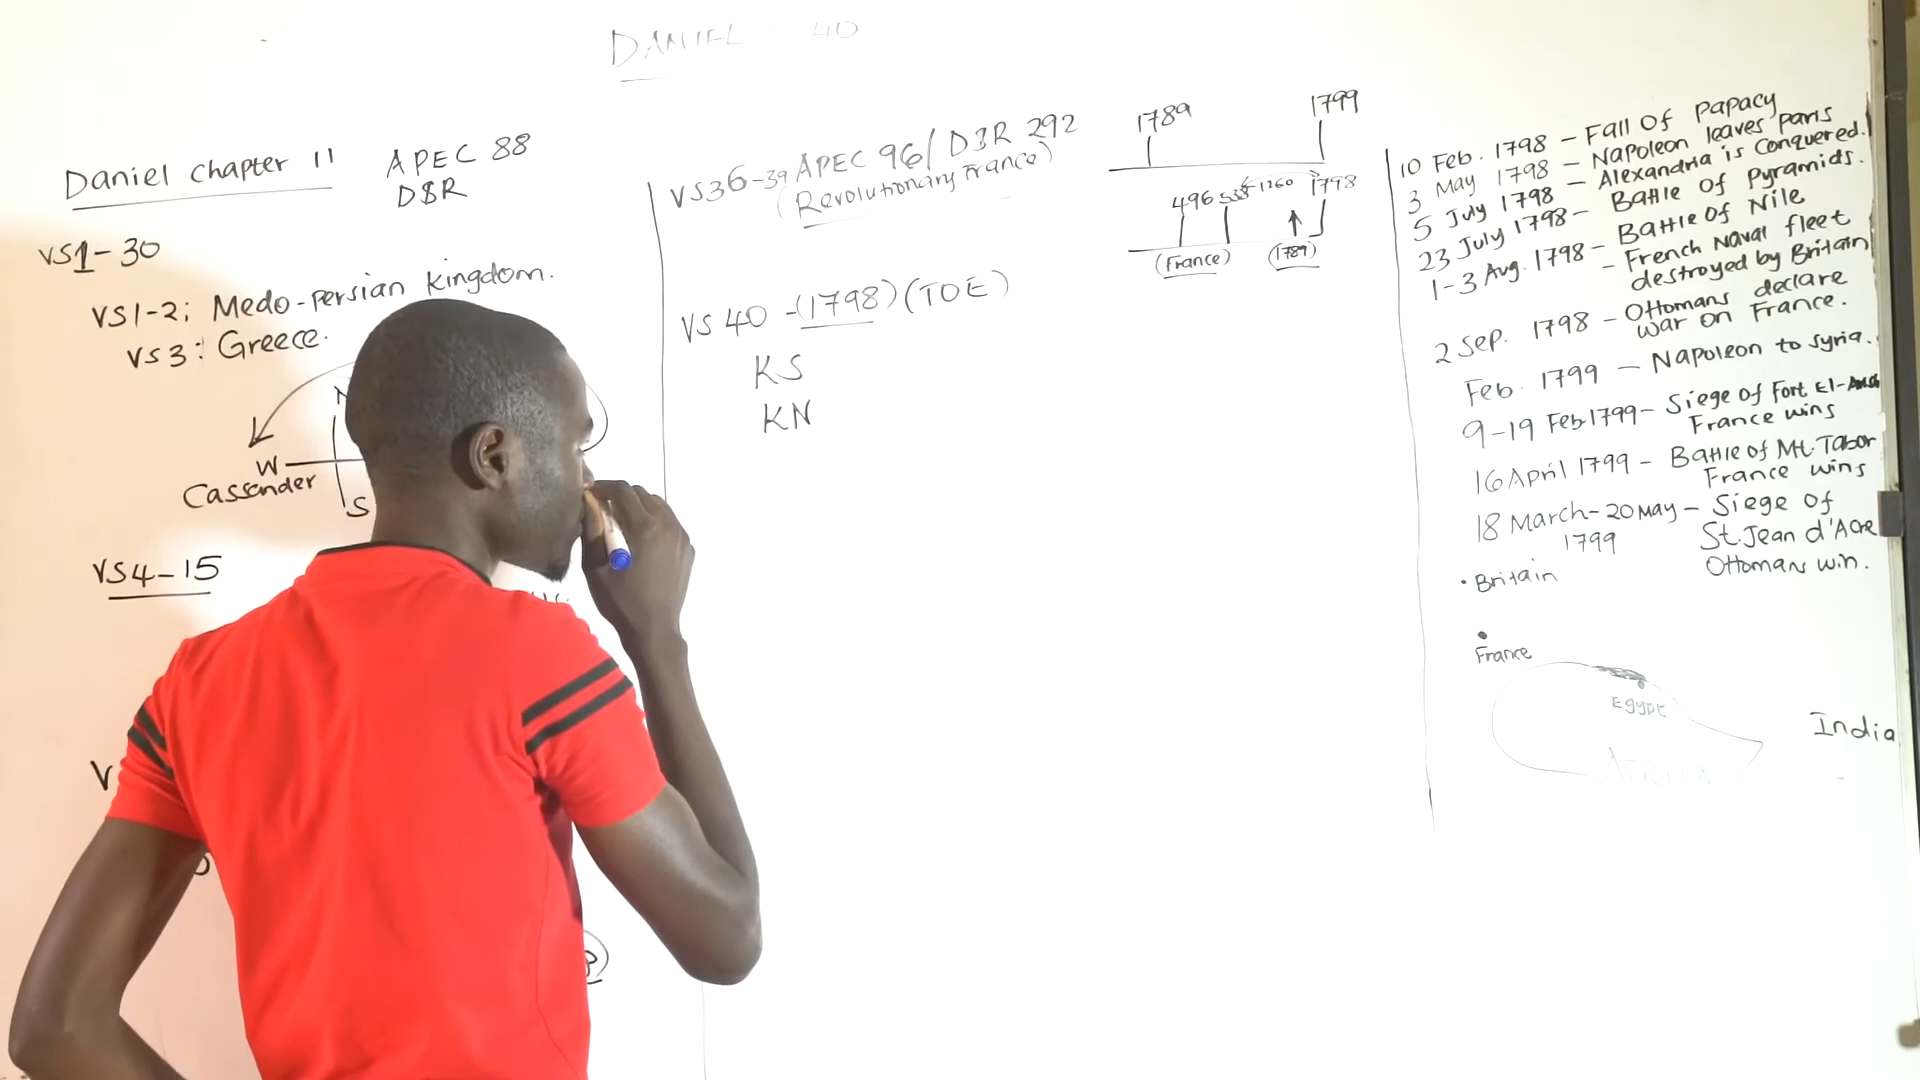 DANIEL 40
Daniel chapter 11
APEC 88
D&R
VS1-30
VS1-2; Medo-persian kingdom.
VS3: Greece.
N
W
Cassander
S
VS4-15
V
VS36-39 APEC 96/ D&R 292
(Revolutionary France)
VS 40 -(1798)(TOE)
KS
KN
1789 1799
496 538 1260 1798
(France) (1789)
10 Feb. 1798 - Fall Of Papacy
3 May 1798 - Napoleon leaves paris
5 July 1798 - Alexandria is conquered.
23 July 1798 - Battle Of Pyramids.
1-3 Aug. 1798 - Battle Of Nile
- French Naval fleet
destroyed by Britain
2 Sep. 1798 - Ottomans declare
war on France.
Feb. 1799 - Napoleon to Syria.
9-19 Feb 1799 - Siege of Fort El-
France wins
16 April 1799 - Battle of Mt. Tabor
France wins
18 March - 20 May - Siege of
1799 St. Jean d'Acre
Ottomans win.
• Britain
• France
Egypt
India